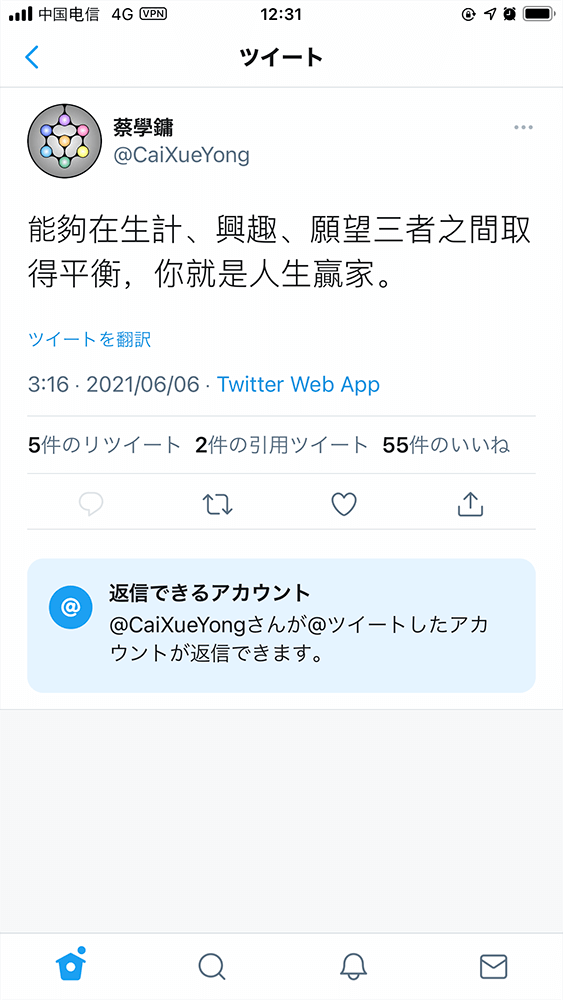 中国电信 4G VPN 12:31
ツイート
蔡學鏞
@CaiXueYong
能夠在生計、興趣、願望三者之間取
得平衡，你就是人生贏家。
ツイートを翻訳
3:16 · 2021/06/06 · Twitter Web App
5件のリツイート 2件の引用ツイート 55件のいいね
@
返信できるアカウント
@CaiXueYongさんが@ツイートしたアカ
ウントが返信できます。